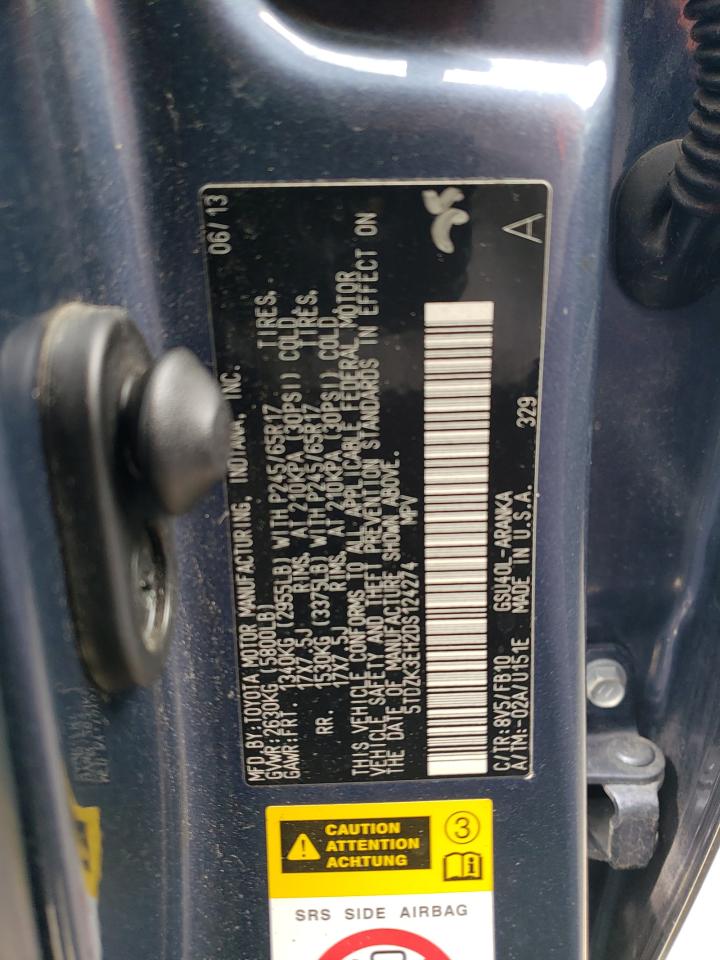 MFD.BY:TOYOTA MOTOR MANUFACTURING, INDIANA, INC. 06/13
GVWR:2630KG(5800LB)
GAWR:FRT. 1340KG (2955LB) WITH P245/65R17 TIRES,
17X7.5J RIMS, AT 210KPA (30PSI) COLD.
RR. 1530KG (3375LB) WITH P245/65R17 TIRES,
17X7.5J RIMS, AT 210KPA (30PSI) COLD.
THIS VEHICLE CONFORMS TO ALL APPLICABLE FEDERAL MOTOR
VEHICLE SAFETY AND THEFT PREVENTION STANDARDS IN EFFECT ON
THE DATE OF MANUFACTURE SHOWN ABOVE.
5TDZK3EH2DS124274 MPV
C/TR:8V5/FB10 GSU40L-ARANKA 329
A/TM:-02A/U151E MADE IN U.S.A. A
CAUTION
ATTENTION
ACHTUNG
3
SRS SIDE AIRBAG